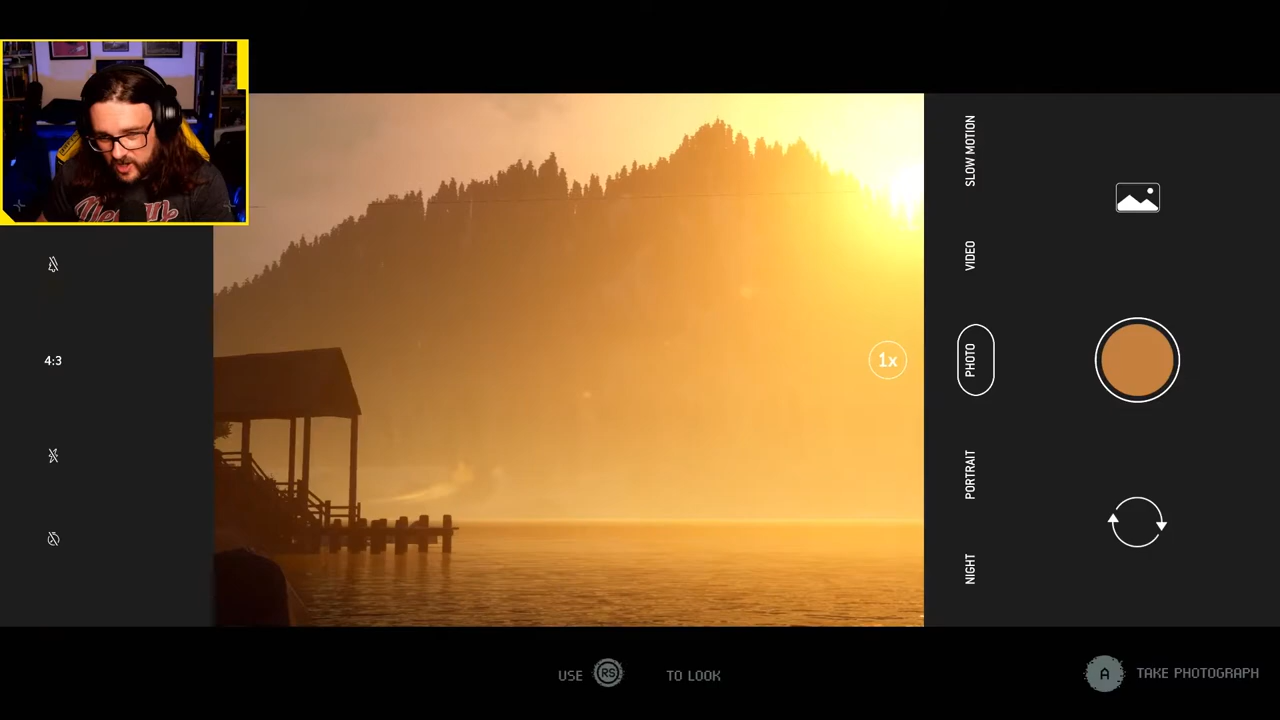 4:3
1x
SLOW MOTION
VIDEO
PHOTO
PORTRAIT
NIGHT
USE RS TO LOOK
A TAKE PHOTOGRAPH